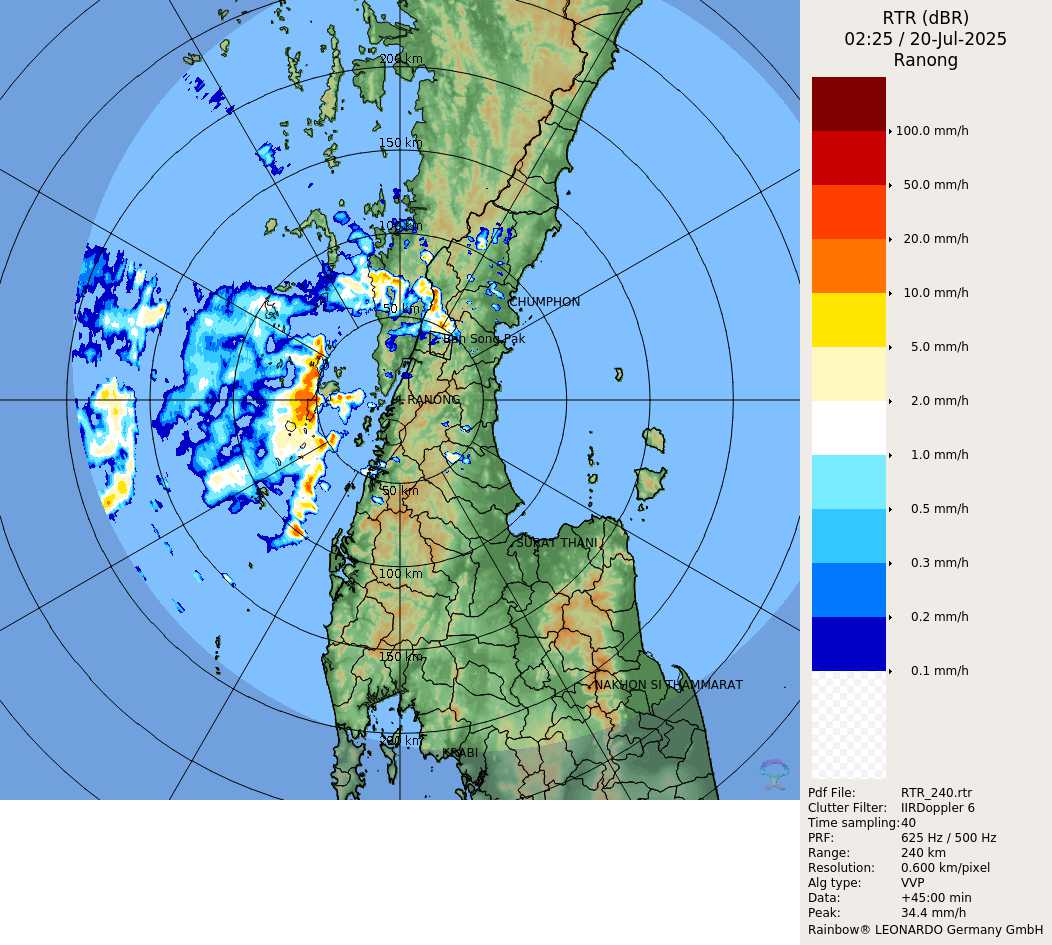 RTR (dBR)
02:25 / 20-Jul-2025
Ranong
200 km
150 km
100 km
50 km
CHUMPHON
Ban Song Pak
RANONG
50 km
SURAT THANI
100 km
150 km
NAKHON SI THAMMARAT
200 km
KRABI
100.0 mm/h
50.0 mm/h
20.0 mm/h
10.0 mm/h
5.0 mm/h
2.0 mm/h
1.0 mm/h
0.5 mm/h
0.3 mm/h
0.2 mm/h
0.1 mm/h
Pdf File: RTR_240.rtr
Clutter Filter: IIRDoppler 6
Time sampling:40
PRF: 625 Hz / 500 Hz
Range: 240 km
Resolution: 0.600 km/pixel
Alg type: VVP
Data: +45:00 min
Peak: 34.4 mm/h
Rainbow® LEONARDO Germany GmbH